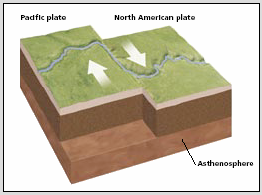 Pacific plate
North American plate
Asthenosphere